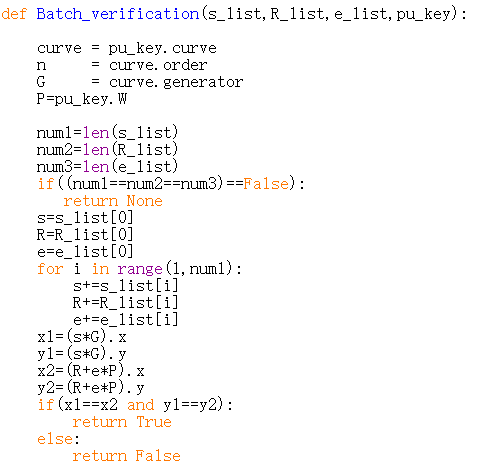 def Batch_verification(s_list,R_list,e_list,pu_key):
    curve = pu_key.curve
    n     = curve.order
    G     = curve.generator
    P=pu_key.W
    num1=len(s_list)
    num2=len(R_list)
    num3=len(e_list)
    if((num1==num2==num3)==False):
       return None
    s=s_list[0]
    R=R_list[0]
    e=e_list[0]
    for i in range(1,num1):
        s+=s_list[i]
        R+=R_list[i]
        e+=e_list[i]
    x1=(s*G).x
    y1=(s*G).y
    x2=(R+e*P).x
    y2=(R+e*P).y
    if(x1==x2 and y1==y2):
        return True
    else:
        return False